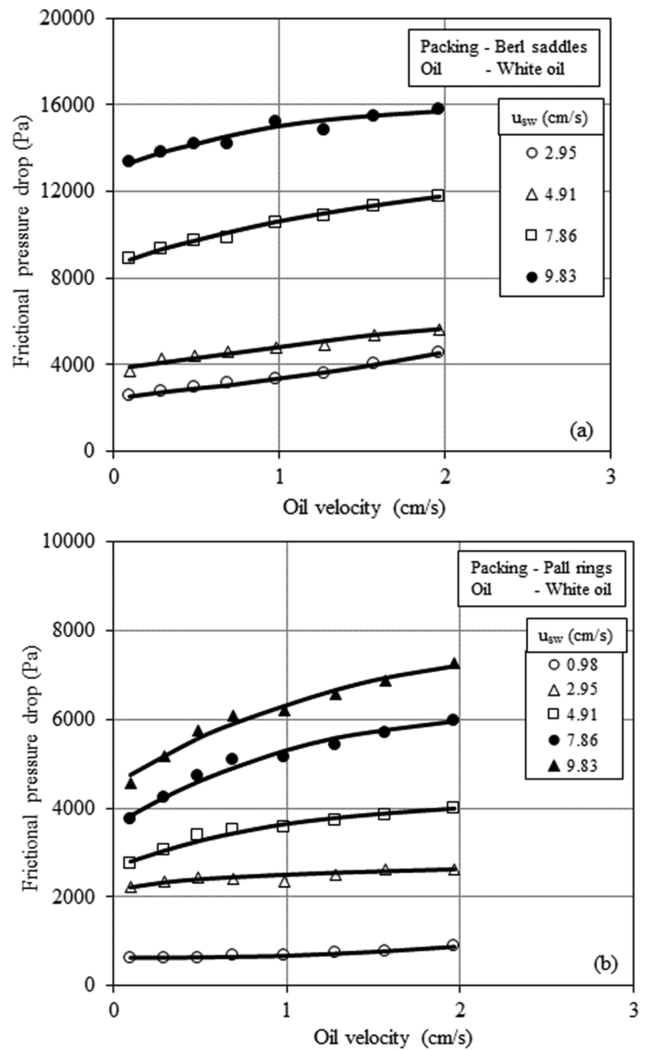 20000
16000
12000
8000
4000
0
Frictional pressure drop (Pa)
Packing - Berl saddles
Oil - White oil
usw (cm/s)
2.95
4.91
7.86
9.83
(a)
0 1 2 3
Oil velocity (cm/s)
10000
8000
6000
4000
2000
0
Frictional pressure drop (Pa)
Packing - Pall rings
Oil - White oil
usw (cm/s)
0.98
2.95
4.91
7.86
9.83
(b)
0 1 2 3
Oil velocity (cm/s)